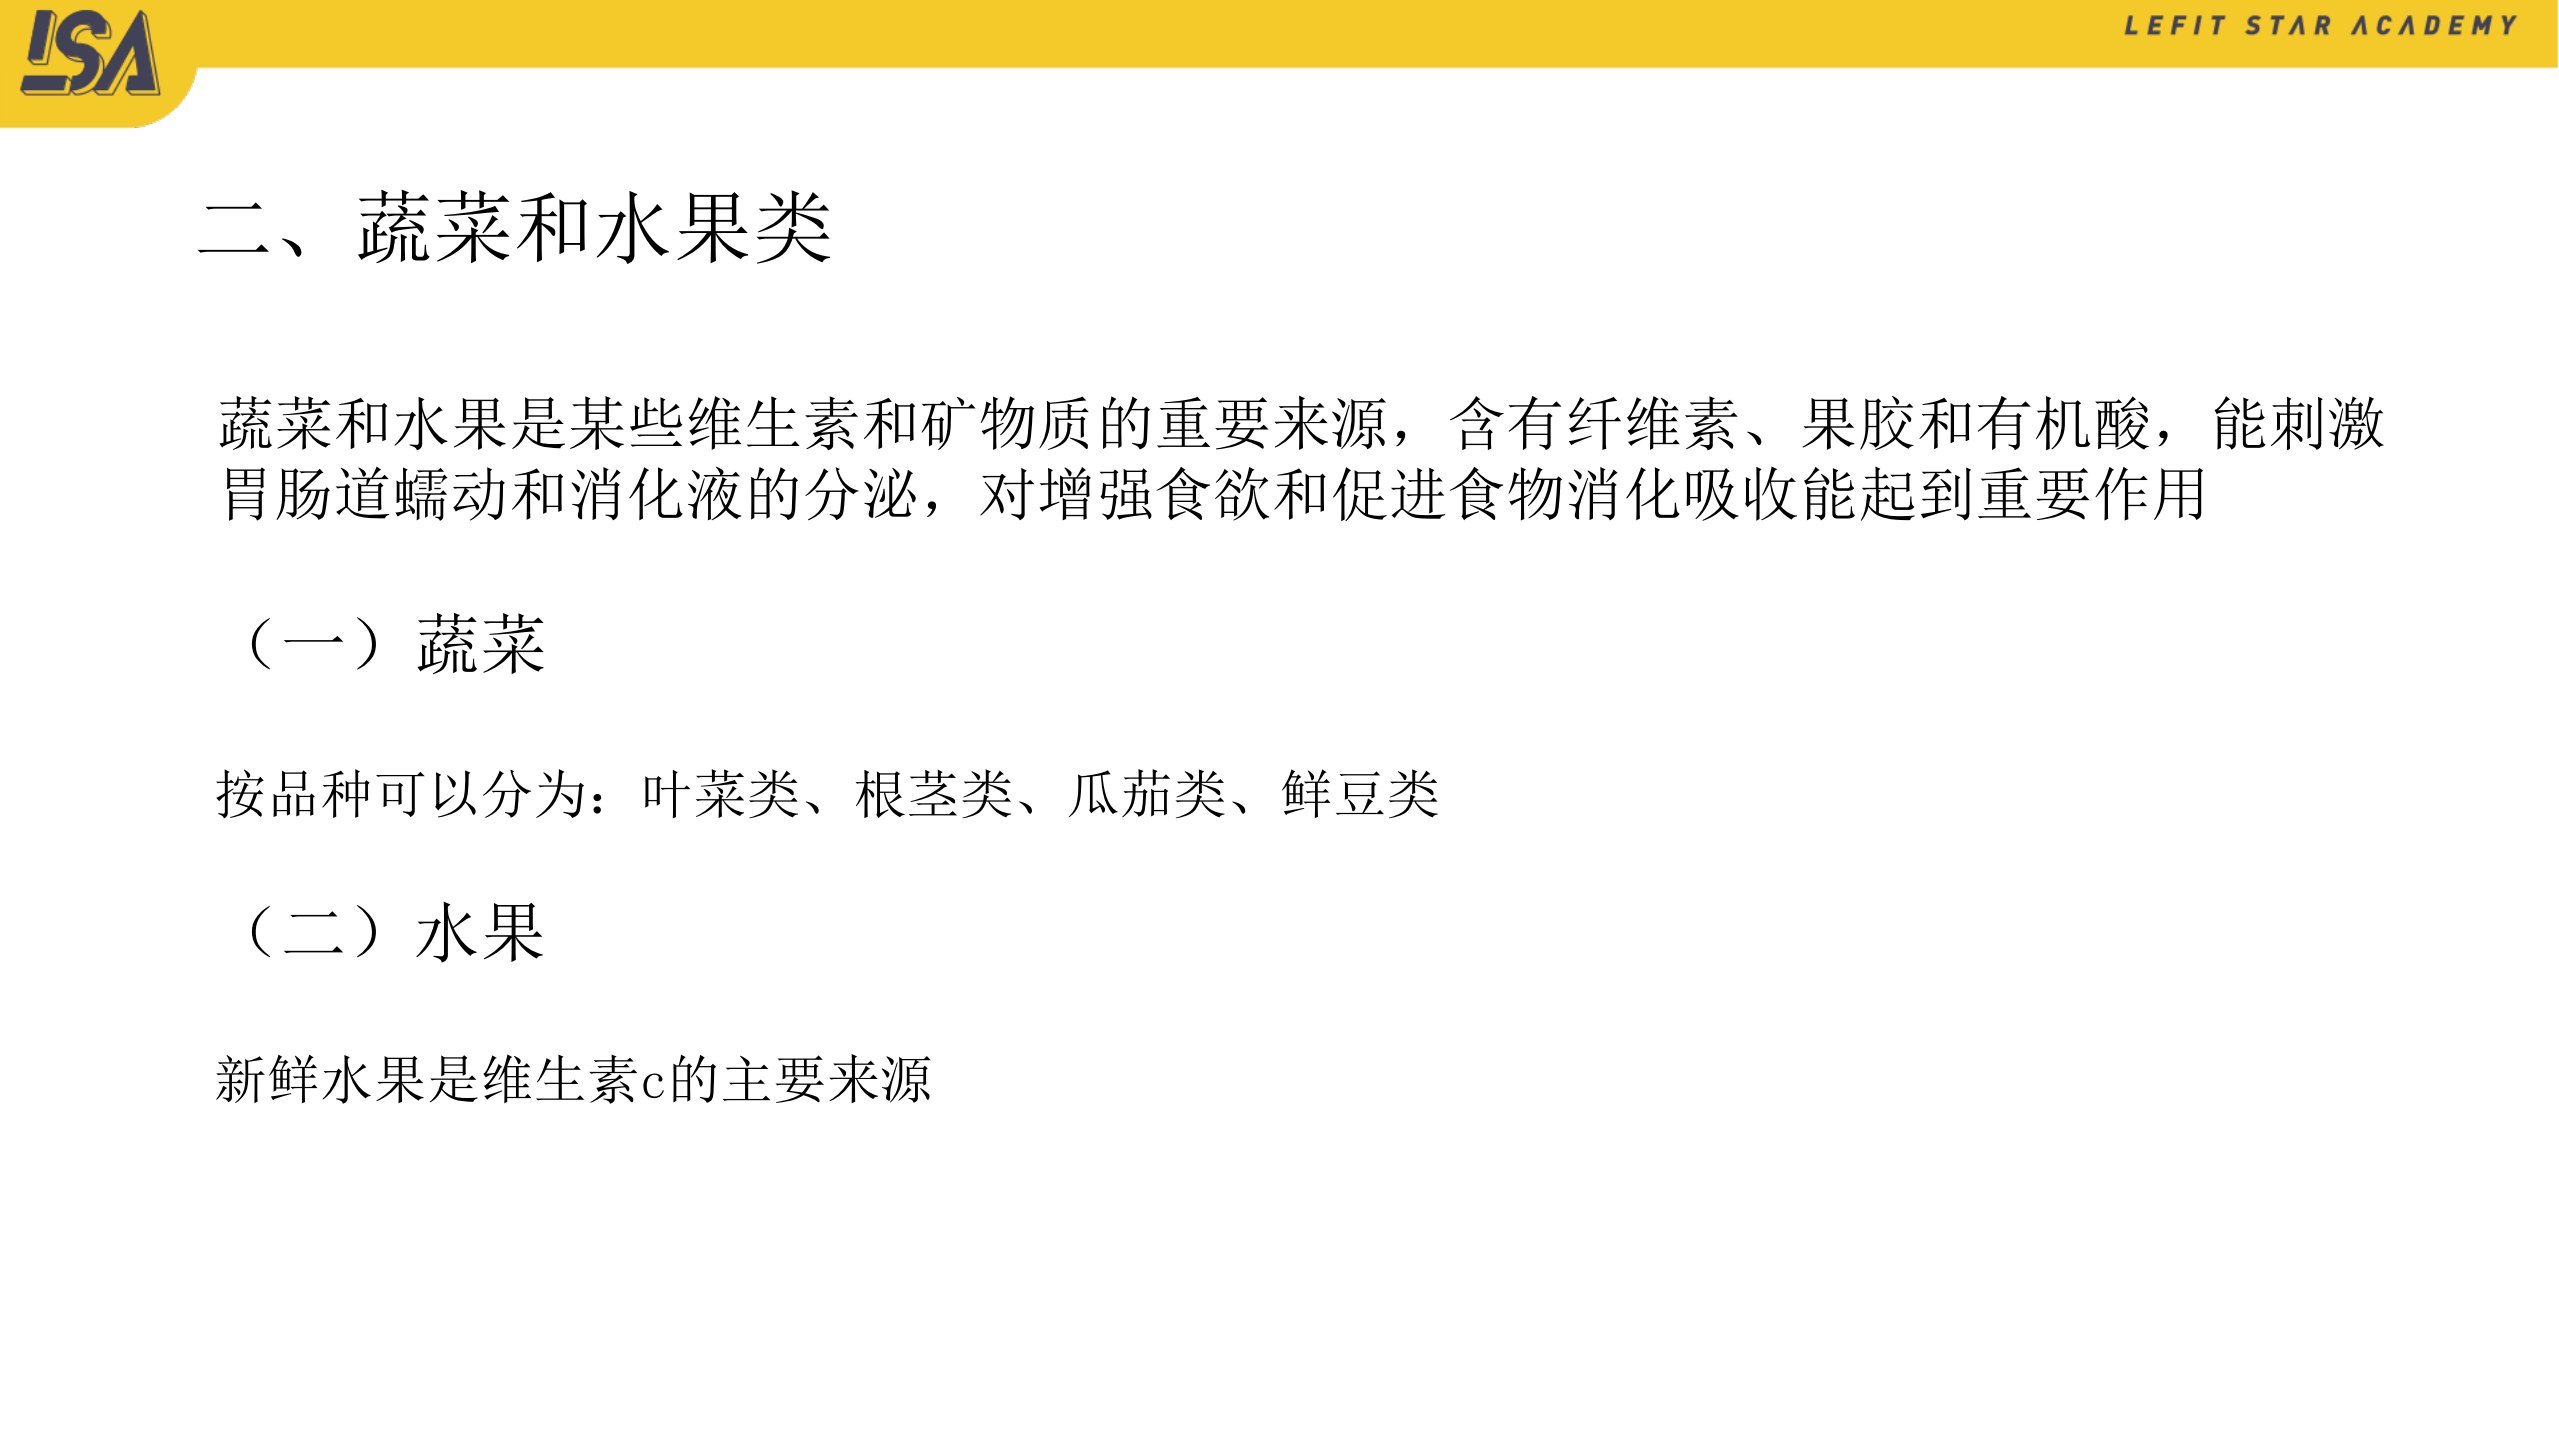 LSA
LEFIT STAR ACADEMY
二、蔬菜和水果类
蔬菜和水果是某些维生素和矿物质的重要来源，含有纤维素、果胶和有机酸，能刺激
胃肠道蠕动和消化液的分泌，对增强食欲和促进食物消化吸收能起到重要作用
（一）蔬菜
按品种可以分为：叶菜类、根茎类、瓜茄类、鲜豆类
（二）水果
新鲜水果是维生素c的主要来源